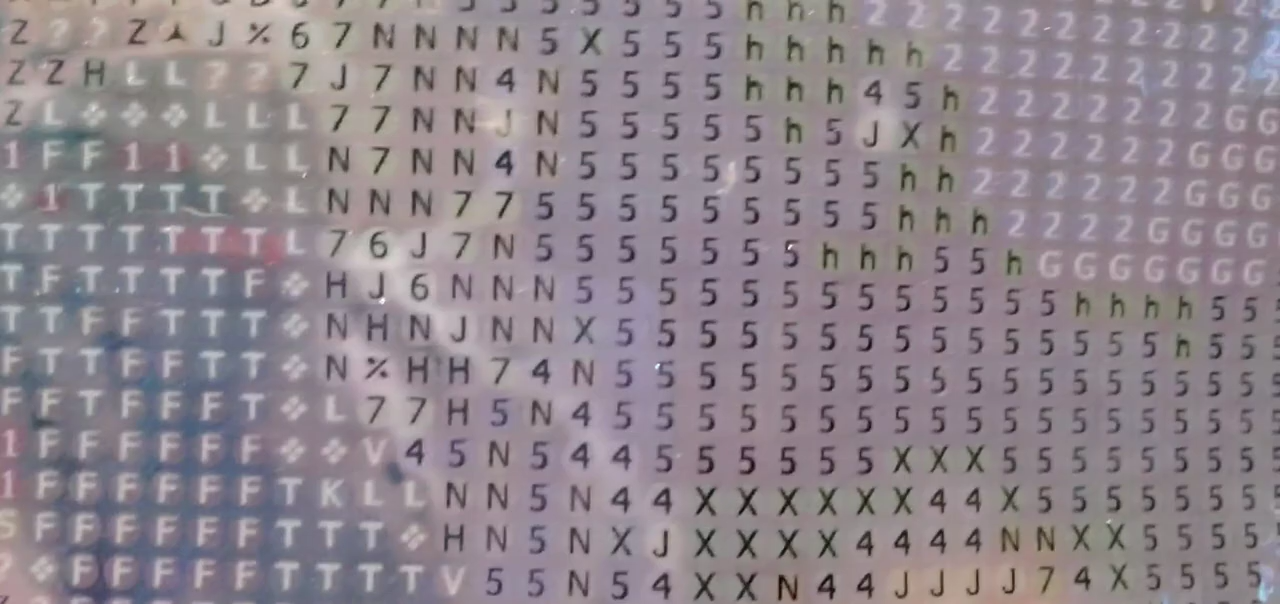 Z ? ? Z ⅄ J % 6 7 N N N N 5 X 5 5 5 h h h h h 2 2 2 2 2 2 2 2 2
Z Z H L L ? ? 7 J 7 N N 4 N 5 5 5 5 h h h 4 5 h 2 2 2 2 2 2 2 2 2
Z L ❖ ❖ ❖ L L L 7 7 N N J N 5 5 5 5 5 h 5 J X h 2 2 2 2 2 2 2 G G
1 F F 1 1 ❖ L L N 7 N N 4 N 5 5 5 5 5 5 5 5 h h 2 2 2 2 2 2 G G G
❖ 1 T T T T ❖ L N N N 7 7 5 5 5 5 5 5 5 5 5 h h h 2 2 2 2 G G G G
T T T T T T T L 7 6 J 7 N 5 5 5 5 5 5 5 h h h 5 5 h G G G G G G G
T F T T T T F ❖ H J 6 N N N 5 5 5 5 5 5 5 5 5 5 5 5 h h h h 5 5
T T F F T T T ❖ N H N J N N X 5 5 5 5 5 5 5 5 5 5 5 5 5 5 h 5 5
F T T F F T T ❖ N % H H 7 4 N 5 5 5 5 5 5 5 5 5 5 5 5 5 5 5 5 5
F F T F F F T ❖ L 7 7 H 5 N 4 5 5 5 5 5 5 5 5 5 5 5 5 5 5 5 5 5
1 F F F F F F ❖ ❖ V 4 5 N 5 4 4 5 5 5 5 5 5 X X X 5 5 5 5 5 5 5
1 F F F F F F T K L L N N 5 N 4 4 X X X X X X 4 4 X 5 5 5 5 5 5
S F F F F F F T T T ❖ H N 5 N X J X X X X 4 4 4 4 N N X X 5 5 5 5
? ❖ F F F F F T T T T V 5 5 N 5 4 X X N 4 4 J J J J 7 4 X 5 5 5 5